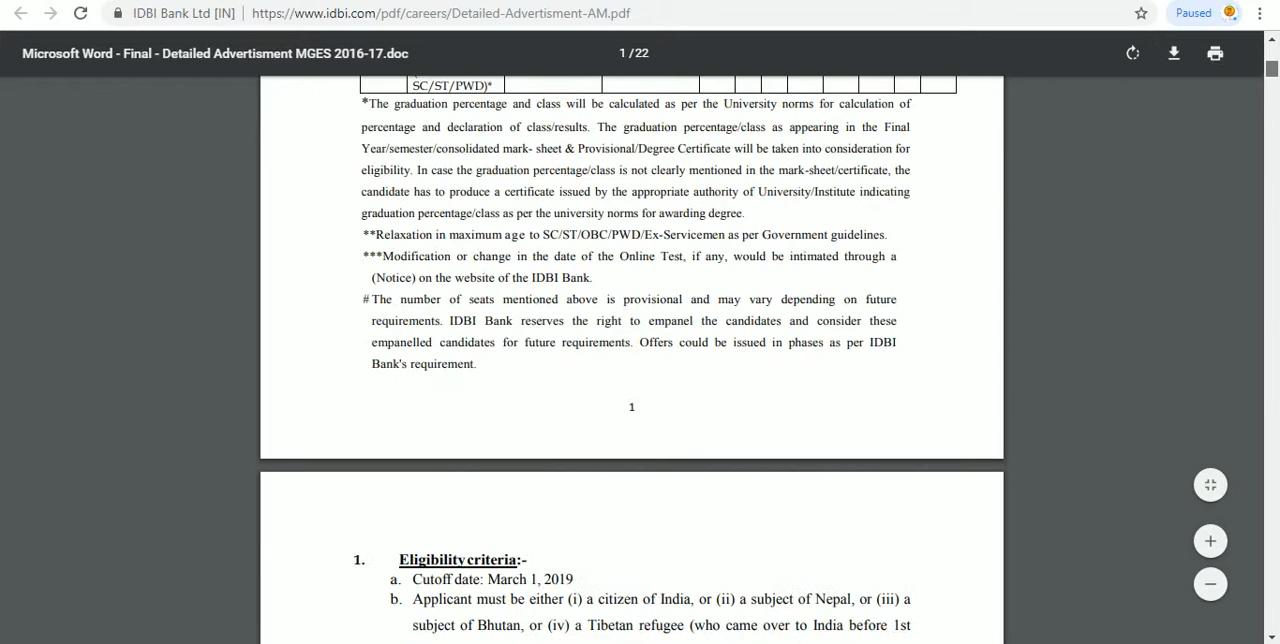 IDBI Bank Ltd [IN] | https://www.idbi.com/pdf/careers/Detailed-Advertisment-AM.pdf
Paused
Microsoft Word - Final - Detailed Advertisment MGES 2016-17.doc
1 / 22
SC/ST/PWD)*
*The graduation percentage and class will be calculated as per the University norms for calculation of
percentage and declaration of class/results. The graduation percentage/class as appearing in the Final
Year/semester/consolidated mark- sheet & Provisional/Degree Certificate will be taken into consideration for
eligibility. In case the graduation percentage/class is not clearly mentioned in the mark-sheet/certificate, the
candidate has to produce a certificate issued by the appropriate authority of University/Institute indicating
graduation percentage/class as per the university norms for awarding degree.
**Relaxation in maximum age to SC/ST/OBC/PWD/Ex-Servicemen as per Government guidelines.
***Modification or change in the date of the Online Test, if any, would be intimated through a
(Notice) on the website of the IDBI Bank.
# The number of seats mentioned above is provisional and may vary depending on future
requirements. IDBI Bank reserves the right to empanel the candidates and consider these
empanelled candidates for future requirements. Offers could be issued in phases as per IDBI
Bank's requirement.
1
1. Eligibility criteria:-
a. Cutoff date: March 1, 2019
b. Applicant must be either (i) a citizen of India, or (ii) a subject of Nepal, or (iii) a
subject of Bhutan, or (iv) a Tibetan refugee (who came over to India before 1st